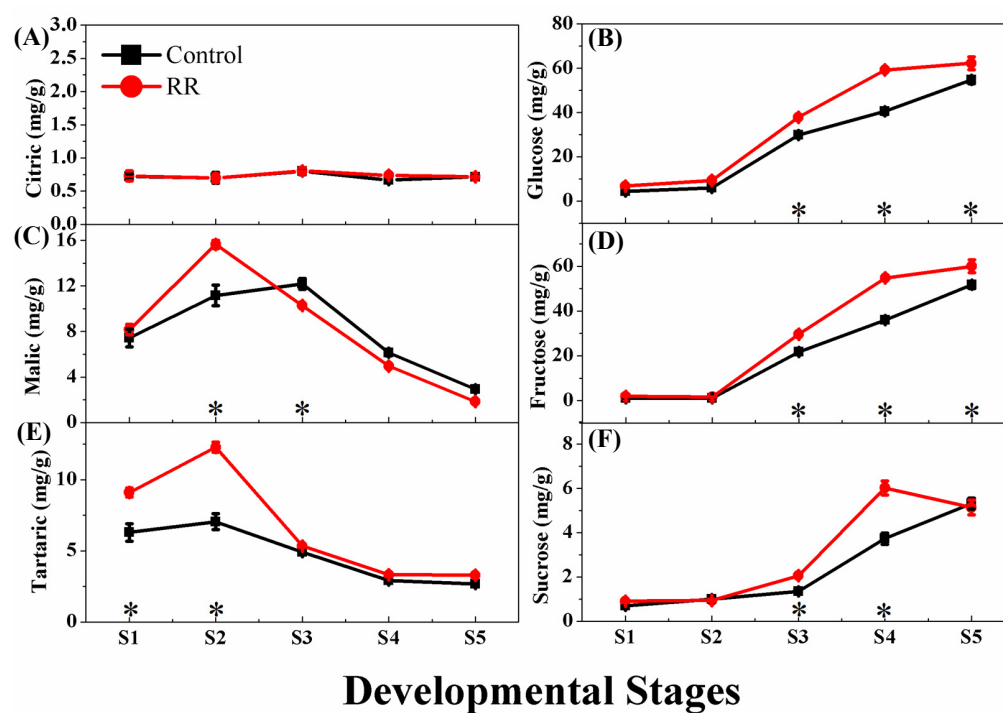 (A)
3.0
2.5
2.0
1.5
1.0
0.5
0.0
Citric (mg/g)
Control
RR
(B)
80
60
40
20
0
Glucose (mg/g)
* * *
(C)
16
12
8
4
0
Malic (mg/g)
* *
(D)
60
40
20
0
Fructose (mg/g)
* * *
(E)
10
5
0
Tartaric (mg/g)
* *
S1 S2 S3 S4 S5
(F)
8
6
4
2
0
Sucrose (mg/g)
* *
S1 S2 S3 S4 S5
Developmental Stages